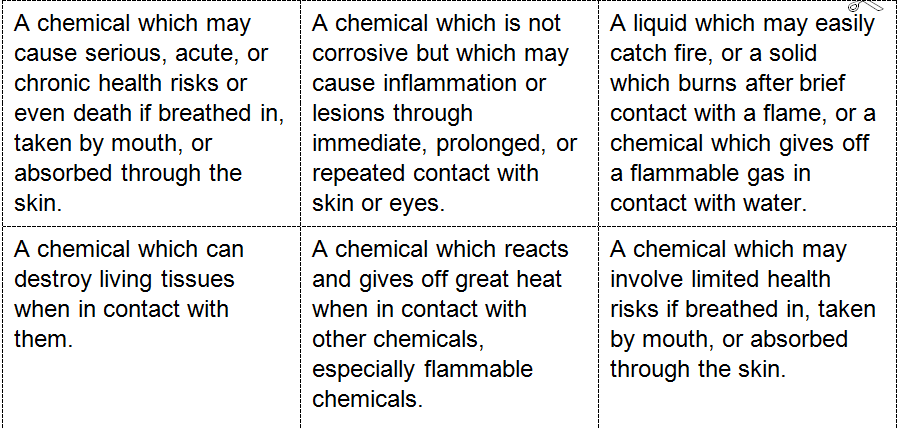 A chemical which may
cause serious, acute, or
chronic health risks or
even death if breathed in,
taken by mouth, or
absorbed through the
skin.
A chemical which is not
corrosive but which may
cause inflammation or
lesions through
immediate, prolonged, or
repeated contact with
skin or eyes.
A liquid which may easily
catch fire, or a solid
which burns after brief
contact with a flame, or a
chemical which gives off
a flammable gas in
contact with water.
A chemical which can
destroy living tissues
when in contact with
them.
A chemical which reacts
and gives off great heat
when in contact with
other chemicals,
especially flammable
chemicals.
A chemical which may
involve limited health
risks if breathed in, taken
by mouth, or absorbed
through the skin.